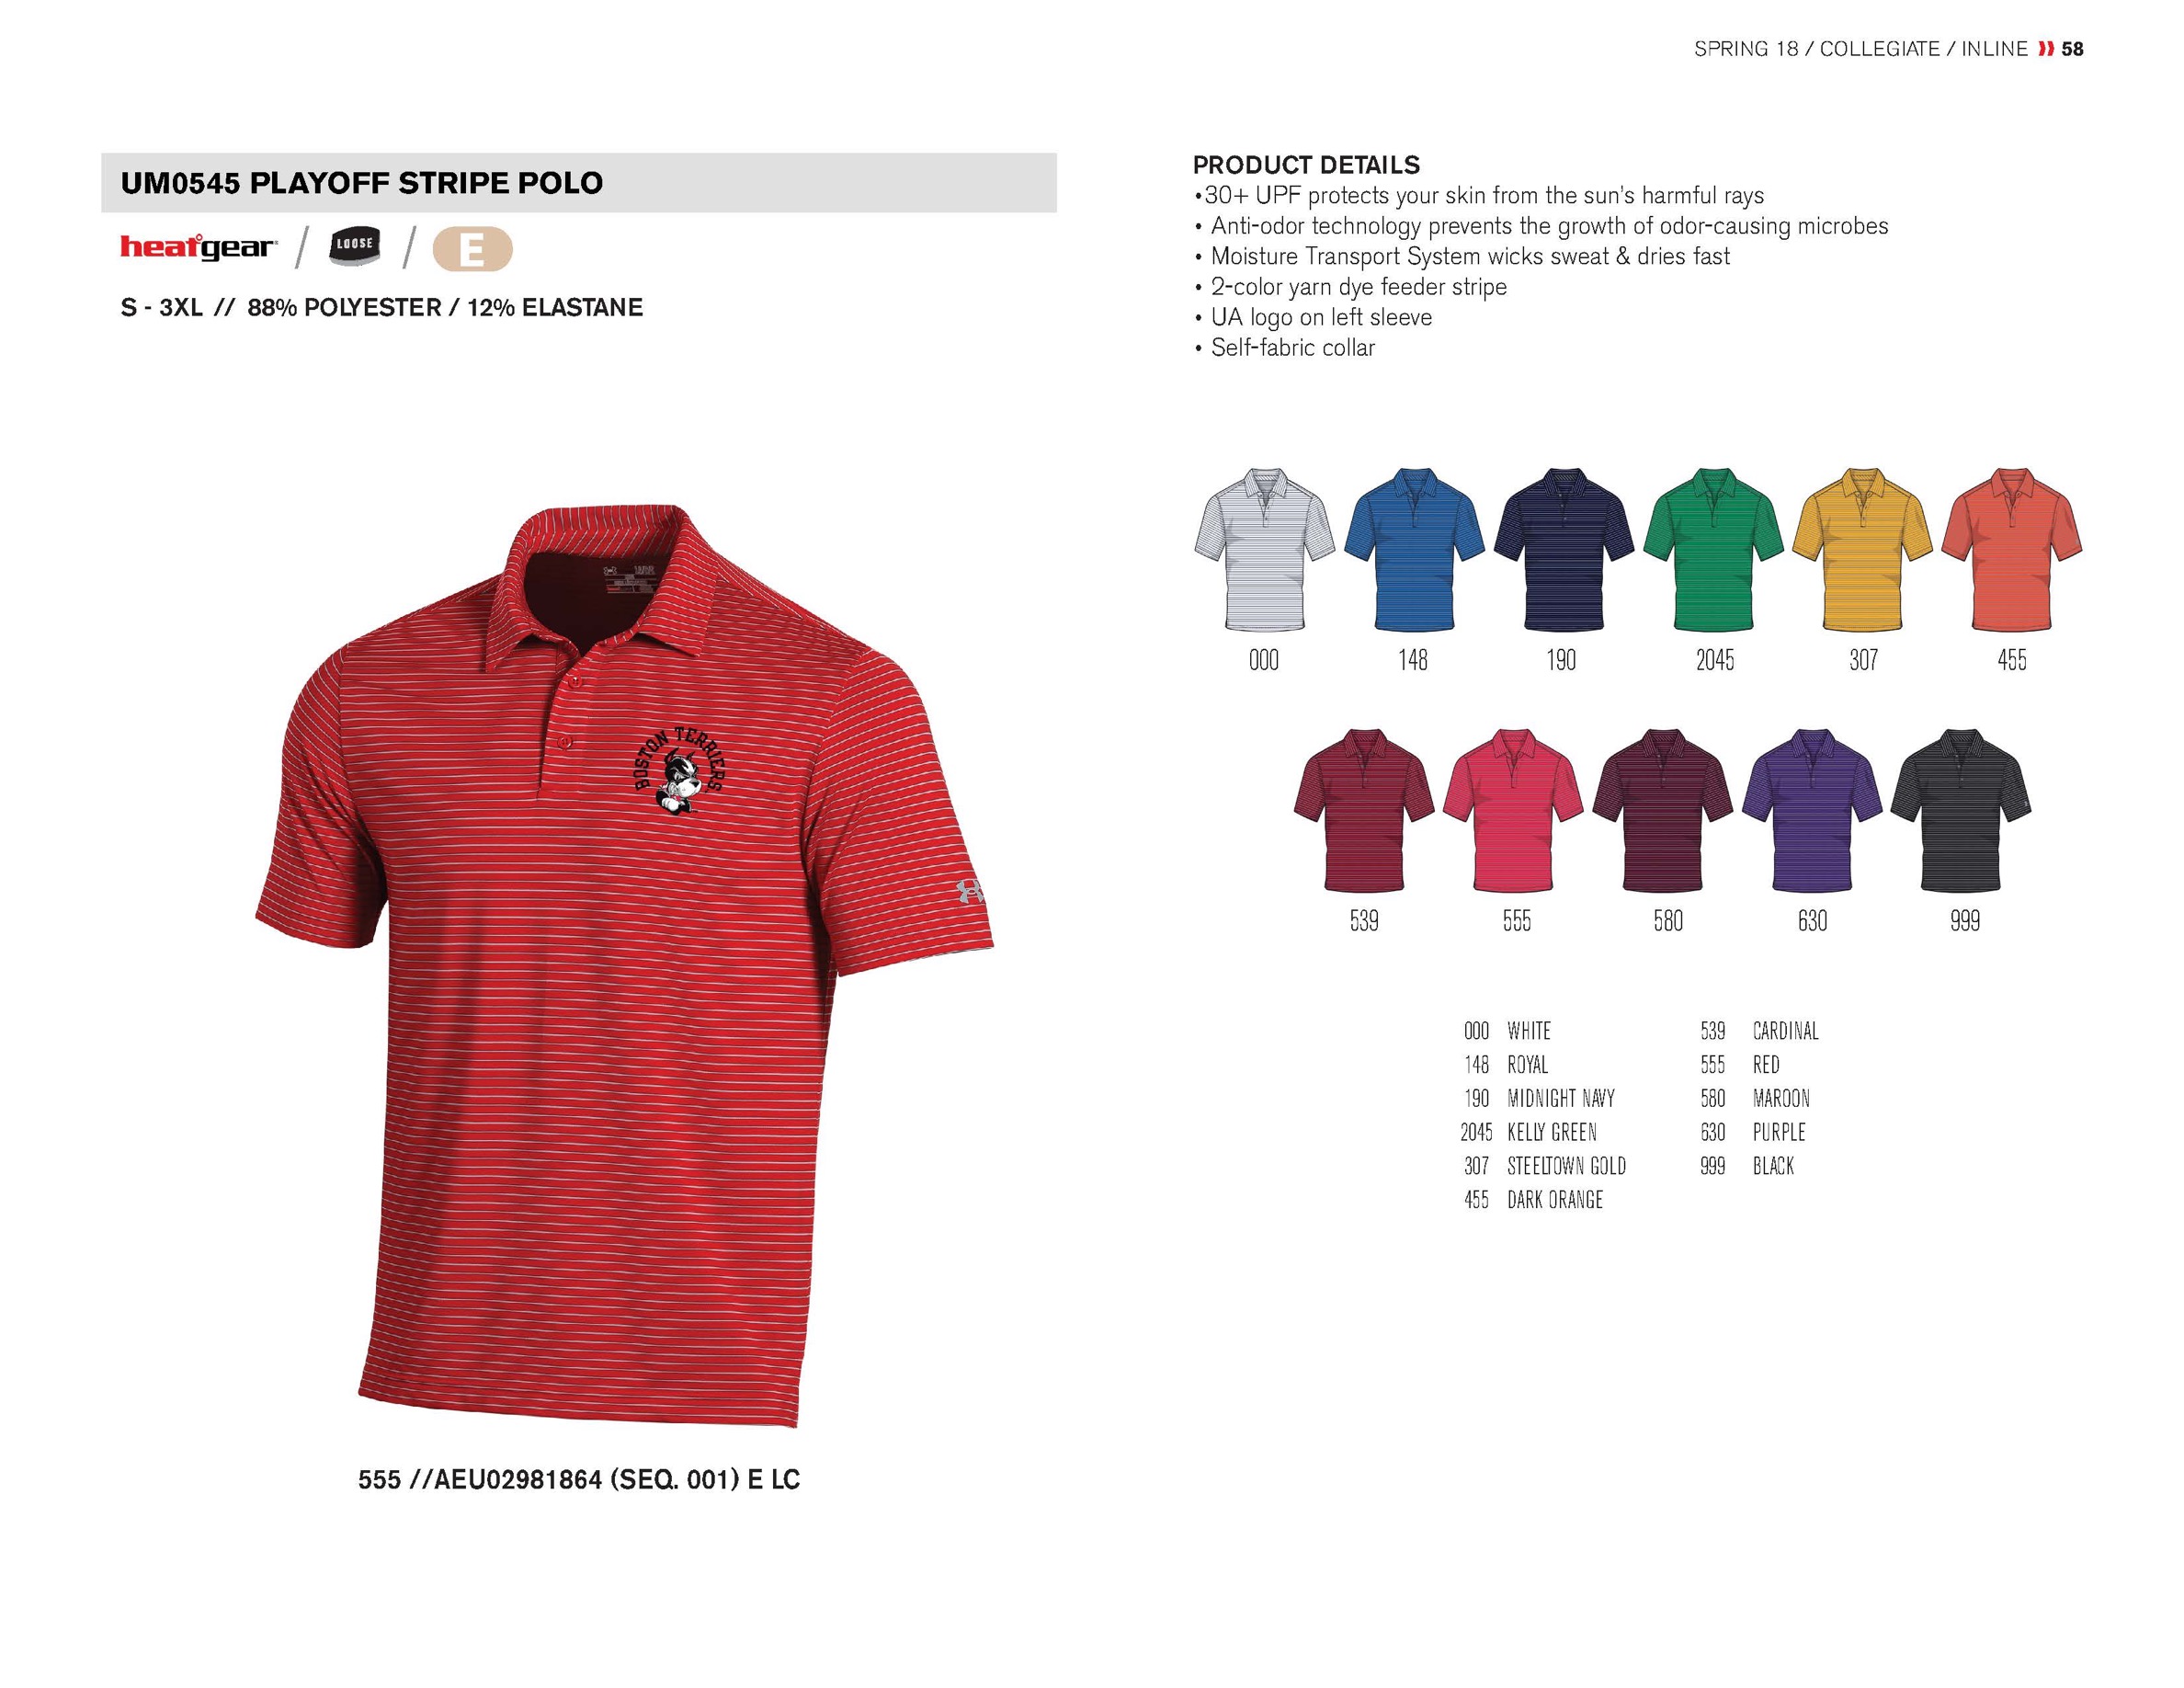 SPRING 18 / COLLEGIATE / INLINE 58
UM0545 PLAYOFF STRIPE POLO
heatgear / LOOSE / E
S - 3XL // 88% POLYESTER / 12% ELASTANE
PRODUCT DETAILS
•30+ UPF protects your skin from the sun's harmful rays
• Anti-odor technology prevents the growth of odor-causing microbes
• Moisture Transport System wicks sweat & dries fast
• 2-color yarn dye feeder stripe
• UA logo on left sleeve
• Self-fabric collar
BOSTON TERRIERS
000 148 190 2045 307 455
539 555 580 630 999
000 WHITE
148 ROYAL
190 MIDNIGHT NAVY
2045 KELLY GREEN
307 STEELTOWN GOLD
455 DARK ORANGE
539 CARDINAL
555 RED
580 MAROON
630 PURPLE
999 BLACK
555 //AEU02981864 (SEQ. 001) E LC